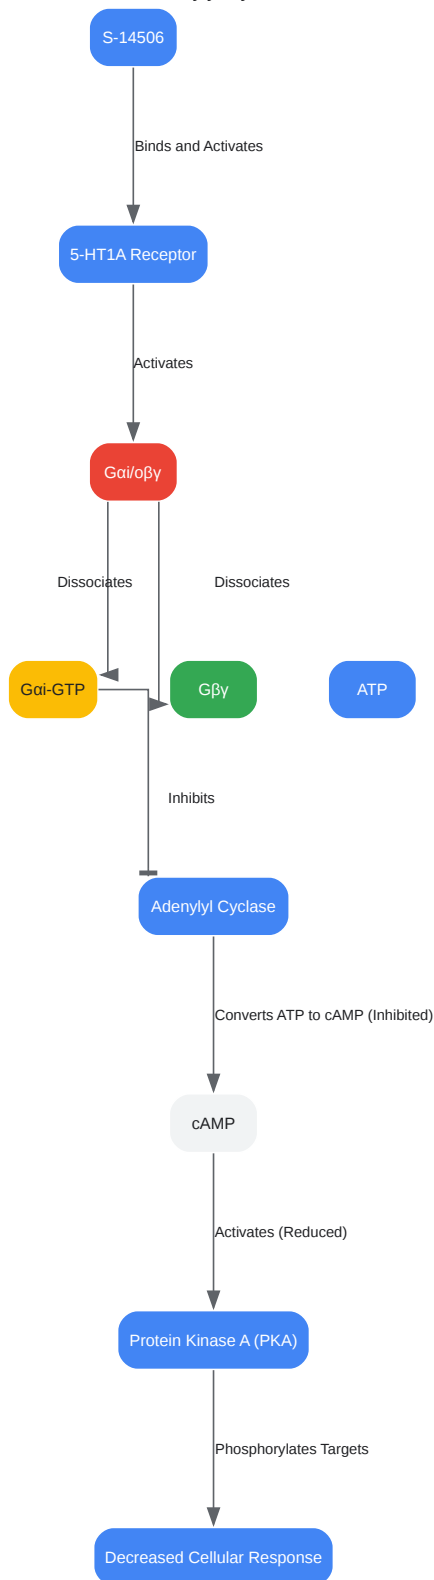 S-14506
Binds and Activates
5-HT1A Receptor
Activates
Gαi/oβγ
Dissociates
Dissociates
Gαi-GTP
Gβγ
ATP
Inhibits
Adenylyl Cyclase
Converts ATP to cAMP (Inhibited)
cAMP
Activates (Reduced)
Protein Kinase A (PKA)
Phosphorylates Targets
Decreased Cellular Response